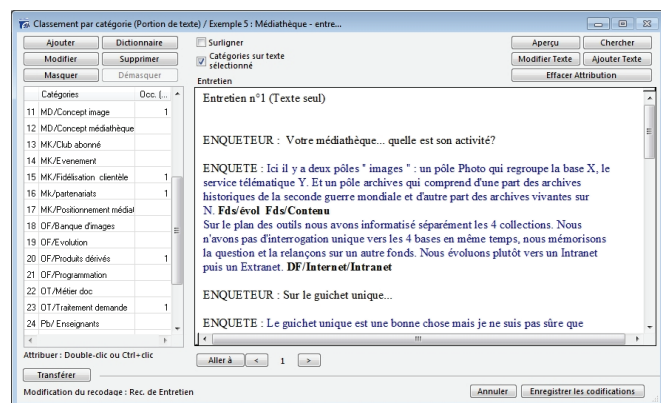 Classement par catégorie (Portion de texte) / Exemple 5 : Médiathèque - entre...
Ajouter
Dictionnaire
Modifier
Supprimer
Masquer
Démasquer
Surligner
Catégories sur texte
sélectionné
Entretien
Aperçu
Chercher
Modifier Texte
Ajouter Texte
Effacer Attribution
Catégories Occ. (...
11 MD/Concept image 1
12 MD/Concept médiathèque
13 MK/Club abonné
14 MK/Evenement
15 MK/Fidélisation clientèle 1
16 Mk/partenariats 1
17 MK/Positionnement médiat
18 OF/Banque d'images
19 OF/Evolution
20 OF/Produits dérivés 1
21 OF/Programmation
22 OT/Métier doc
23 OT/Traitement demande 1
24 Pb/ Enseignants
Entretien n°1 (Texte seul)
ENQUETEUR : Votre médiathèque... quelle est son activité?
ENQUETE : Ici il y a deux pôles " images " : un pôle Photo qui regroupe la base X, le
service télématique Y. Et un pôle archives qui comprend d'une part des archives
historiques de la seconde guerre mondiale et d'autre part des archives vivantes sur
N. Fds/évol Fds/Contenu
Sur le plan des outils nous avons informatisé séparément les 4 collections. Nous
n'avons pas d'interrogation unique vers les 4 bases en même temps, nous mémorisons
la question et la relançons sur un autre fonds. Nous évoluons plutôt vers un Intranet
puis un Extranet. DF/Internet/Intranet
ENQUETEUR : Sur le guichet unique...
ENQUETE : Le guichet unique est une bonne chose mais je ne suis pas sûre que
Attribuer : Double-clic ou Ctrl+clic
Aller à < 1 >
Transférer
Modification du recodage : Rec. de Entretien
Annuler
Enregistrer les codifications